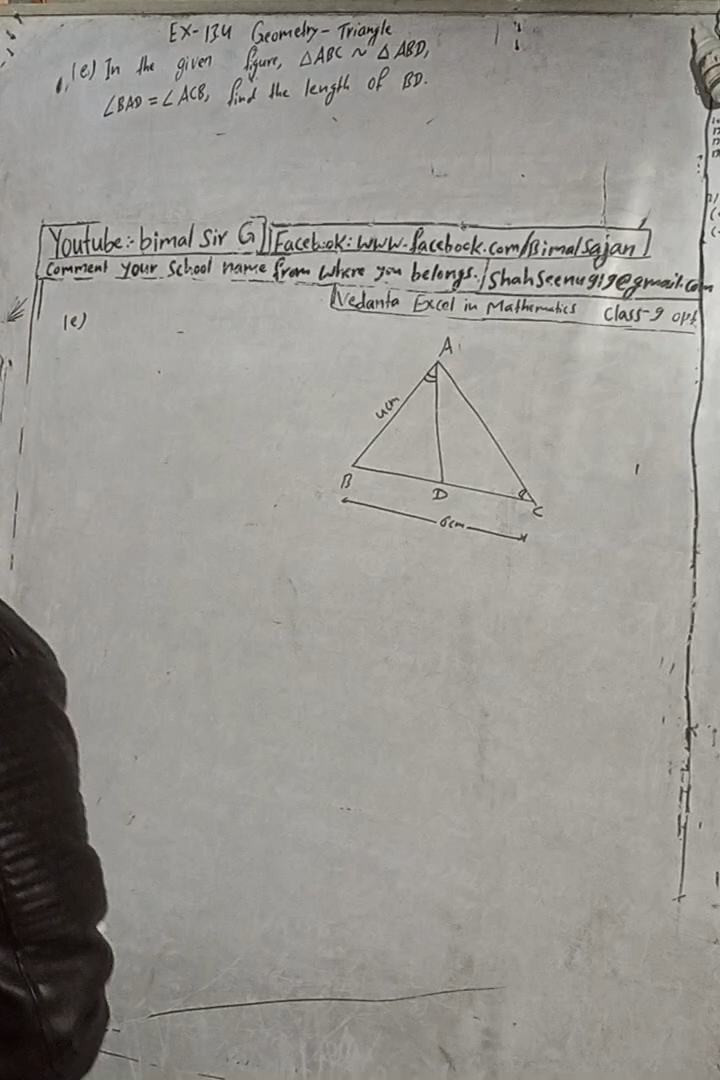 EX-13.4 Geometry-Triangle
1(e) In the given figure, △ABC ~ △ABD,
∠BAD = ∠ACB, find the length of BD.
Youtube:- bimal Sir G
Facebook: www.facebook.com/Bimalsajan
Comment your School name from where you belongs.
Shahseenu919@gmail.com
Vedanta Excel in Mathematics Class-9 opt
1e)
A
4cm
B
D
C
6cm